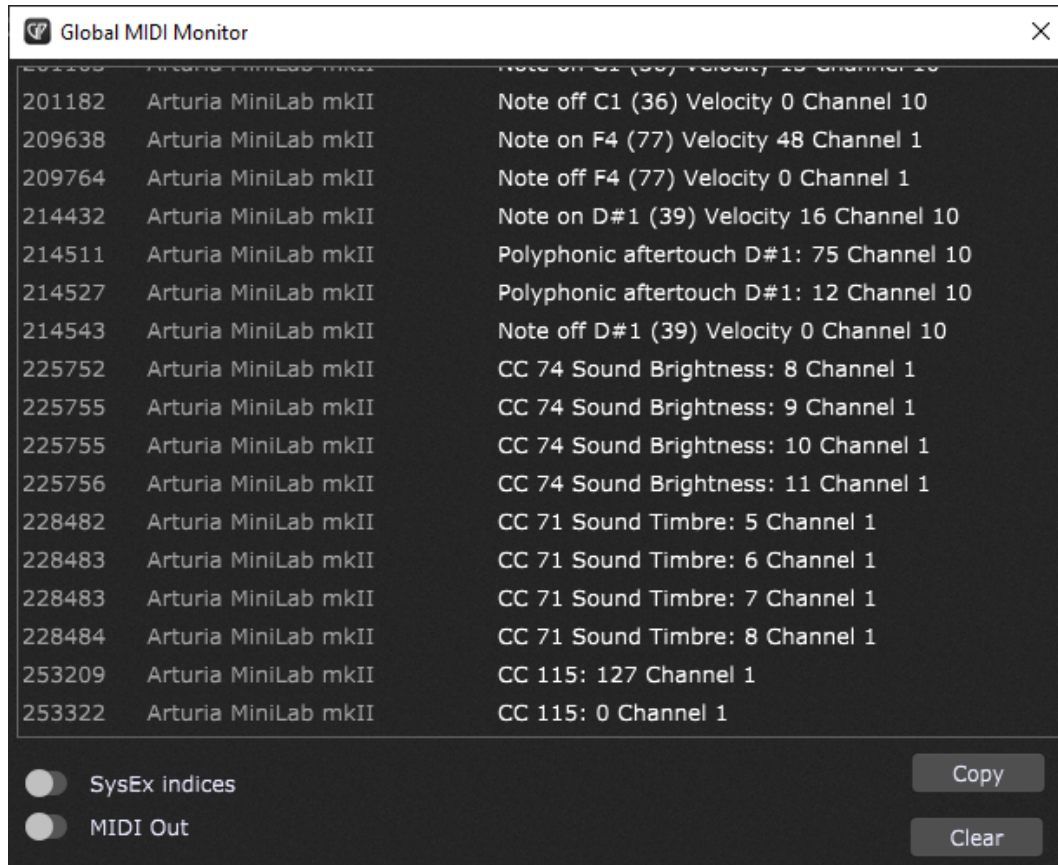 Global MIDI Monitor
201182 Arturia MiniLab mkII Note off C1 (36) Velocity 0 Channel 10
209638 Arturia MiniLab mkII Note on F4 (77) Velocity 48 Channel 1
209764 Arturia MiniLab mkII Note off F4 (77) Velocity 0 Channel 1
214432 Arturia MiniLab mkII Note on D#1 (39) Velocity 16 Channel 10
214511 Arturia MiniLab mkII Polyphonic aftertouch D#1: 75 Channel 10
214527 Arturia MiniLab mkII Polyphonic aftertouch D#1: 12 Channel 10
214543 Arturia MiniLab mkII Note off D#1 (39) Velocity 0 Channel 10
225752 Arturia MiniLab mkII CC 74 Sound Brightness: 8 Channel 1
225755 Arturia MiniLab mkII CC 74 Sound Brightness: 9 Channel 1
225755 Arturia MiniLab mkII CC 74 Sound Brightness: 10 Channel 1
225756 Arturia MiniLab mkII CC 74 Sound Brightness: 11 Channel 1
228482 Arturia MiniLab mkII CC 71 Sound Timbre: 5 Channel 1
228483 Arturia MiniLab mkII CC 71 Sound Timbre: 6 Channel 1
228483 Arturia MiniLab mkII CC 71 Sound Timbre: 7 Channel 1
228484 Arturia MiniLab mkII CC 71 Sound Timbre: 8 Channel 1
253209 Arturia MiniLab mkII CC 115: 127 Channel 1
253322 Arturia MiniLab mkII CC 115: 0 Channel 1
SysEx indices
Copy
MIDI Out
Clear